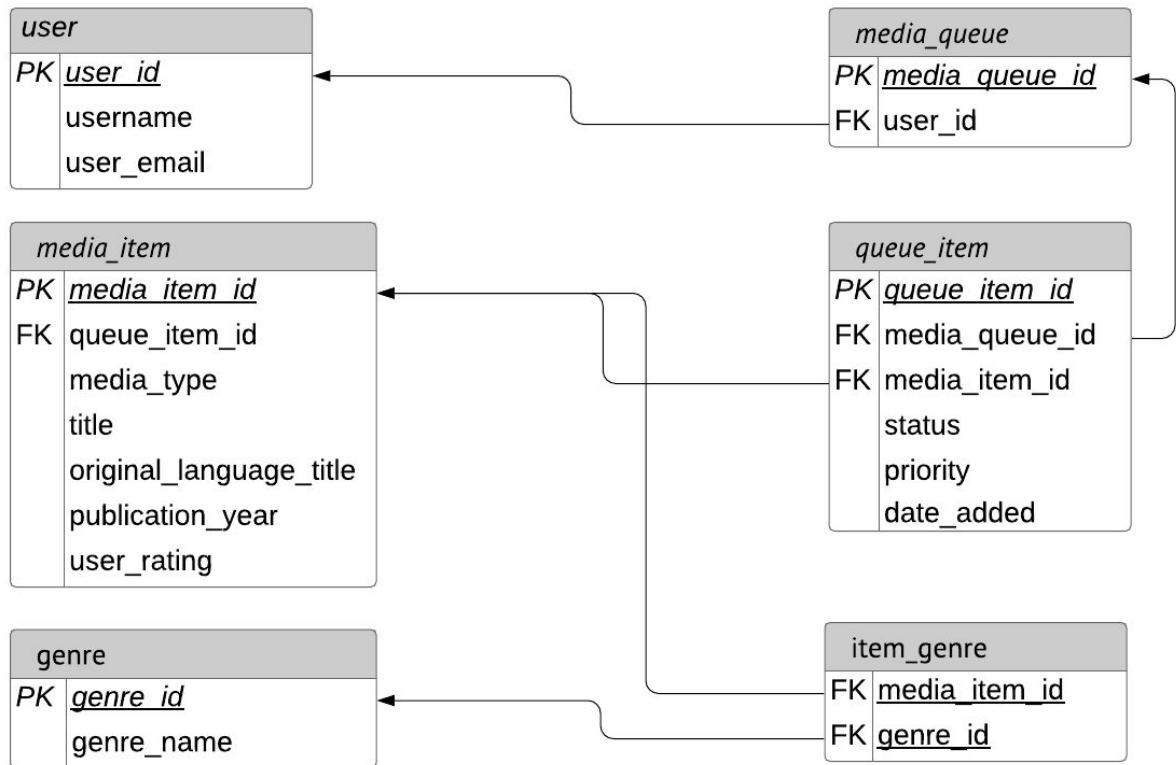 user
PK user_id
username
user_email
media_queue
PK media_queue_id
FK user_id
media_item
PK media_item_id
FK queue_item_id
media_type
title
original_language_title
publication_year
user_rating
queue_item
PK queue_item_id
FK media_queue_id
FK media_item_id
status
priority
date_added
genre
PK genre_id
genre_name
item_genre
FK media_item_id
FK genre_id